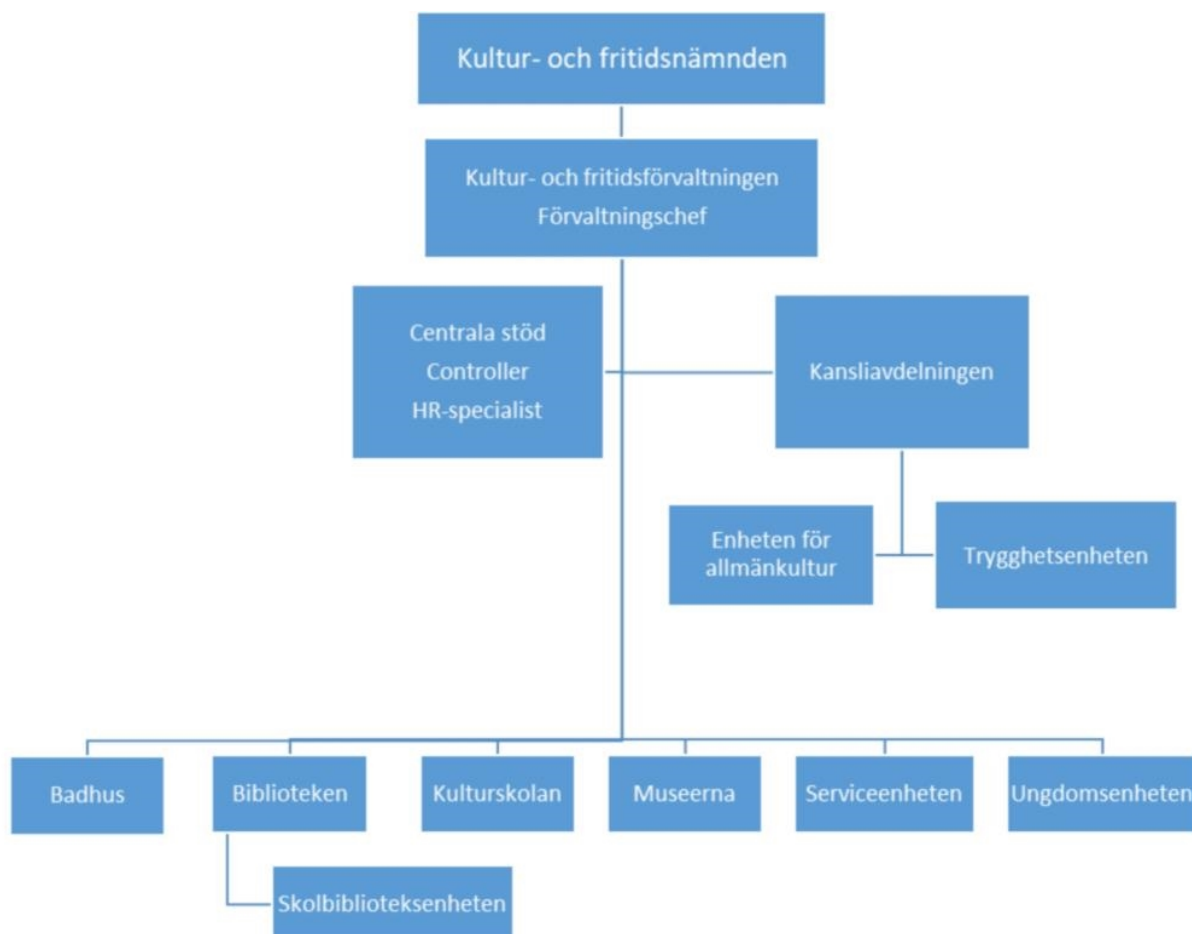 Kultur- och fritidsnämnden
Kultur- och fritidsförvaltningen
Förvaltningschef
Centrala stöd
Controller
HR-specialist
Kansliavdelningen
Enheten för
allmänkultur
Trygghetsenheten
Badhus
Biblioteken
Kulturskolan
Museerna
Serviceenheten
Ungdomsenheten
Skolbiblioteksenheten